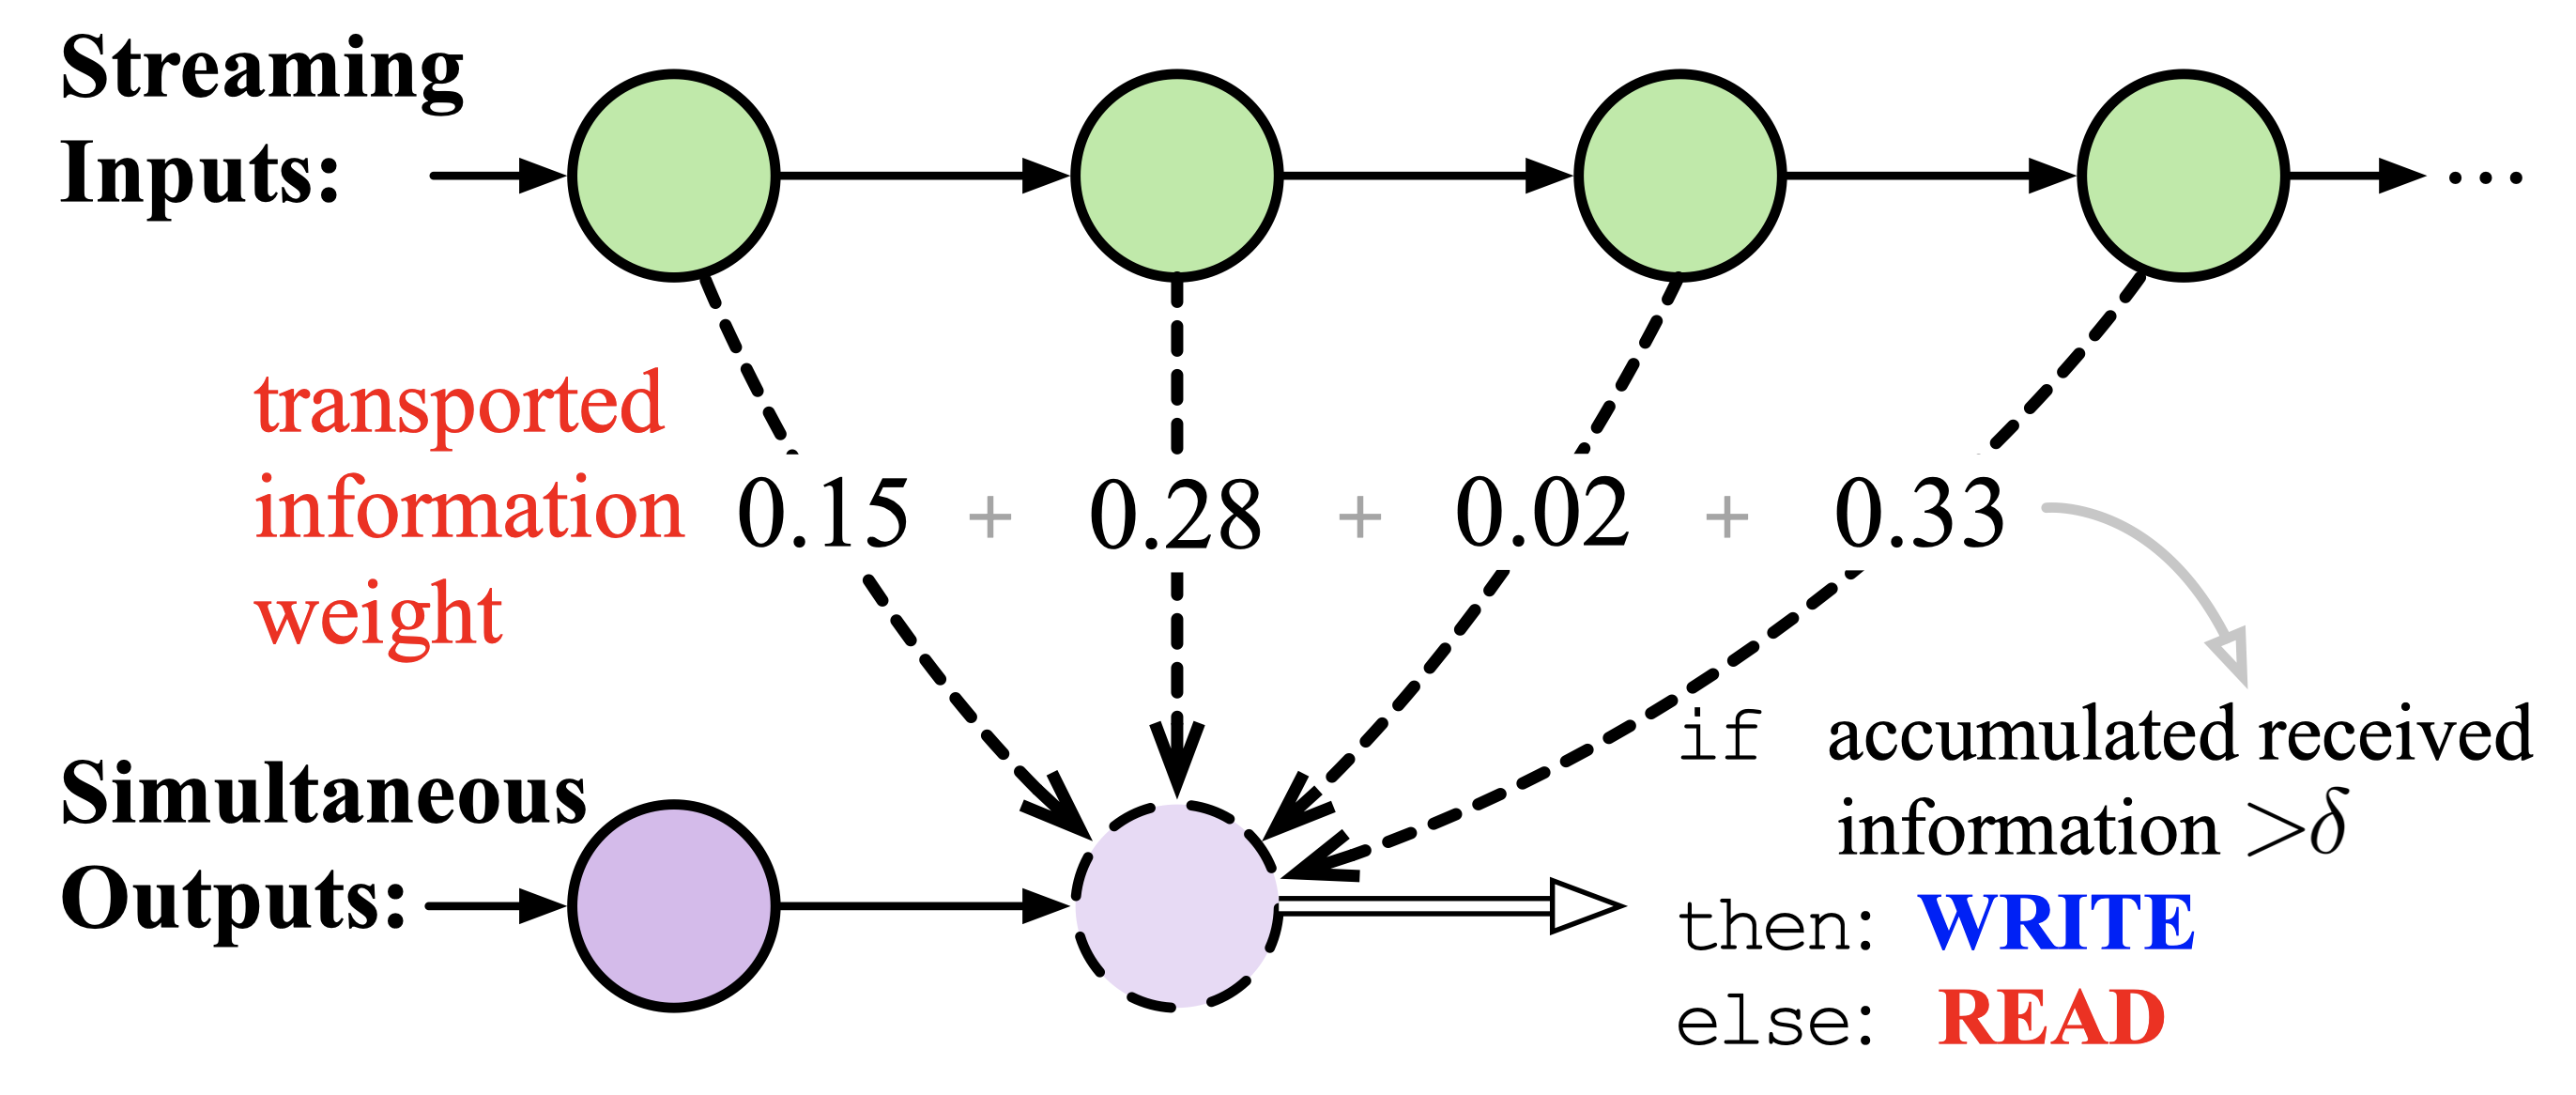 Streaming
Inputs:
...
transported
information
weight
0.15 + 0.28 + 0.02 + 0.33
Simultaneous
Outputs:
if accumulated received
information >δ
then: WRITE
else: READ